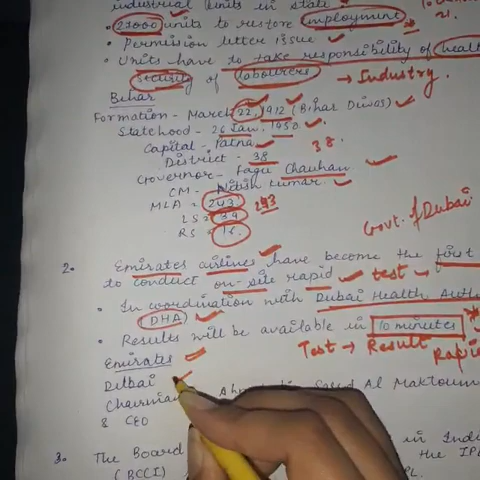 industrial units in state
• 21000 units to restore employment
21.
• Permission letter issue
• Units have to take responsibility of health
security of labourers → Industry.
Bihar
Formation - March 22, 1912 (Bihar Diwas)
Statehood - 26 Jan. 1950
Capital - Patna
District - 38 38.
Governor - Fagu Chauhan
CM - Nitish Kumar
MLA = 243 243
LS = 39
RS = 16
Govt. of Dubai
2. Emirates airlines have become the first
to conduct on site rapid test
• In coordination with Dubai Health Auth
(DHA)
• Results will be available in 10 minutes
Test → Result Rapid
Emirates
Dubai
Chairman Saeed Al Maktoum
& CEO
3. The Board in Indi
(BCCI) the IPL
PL.